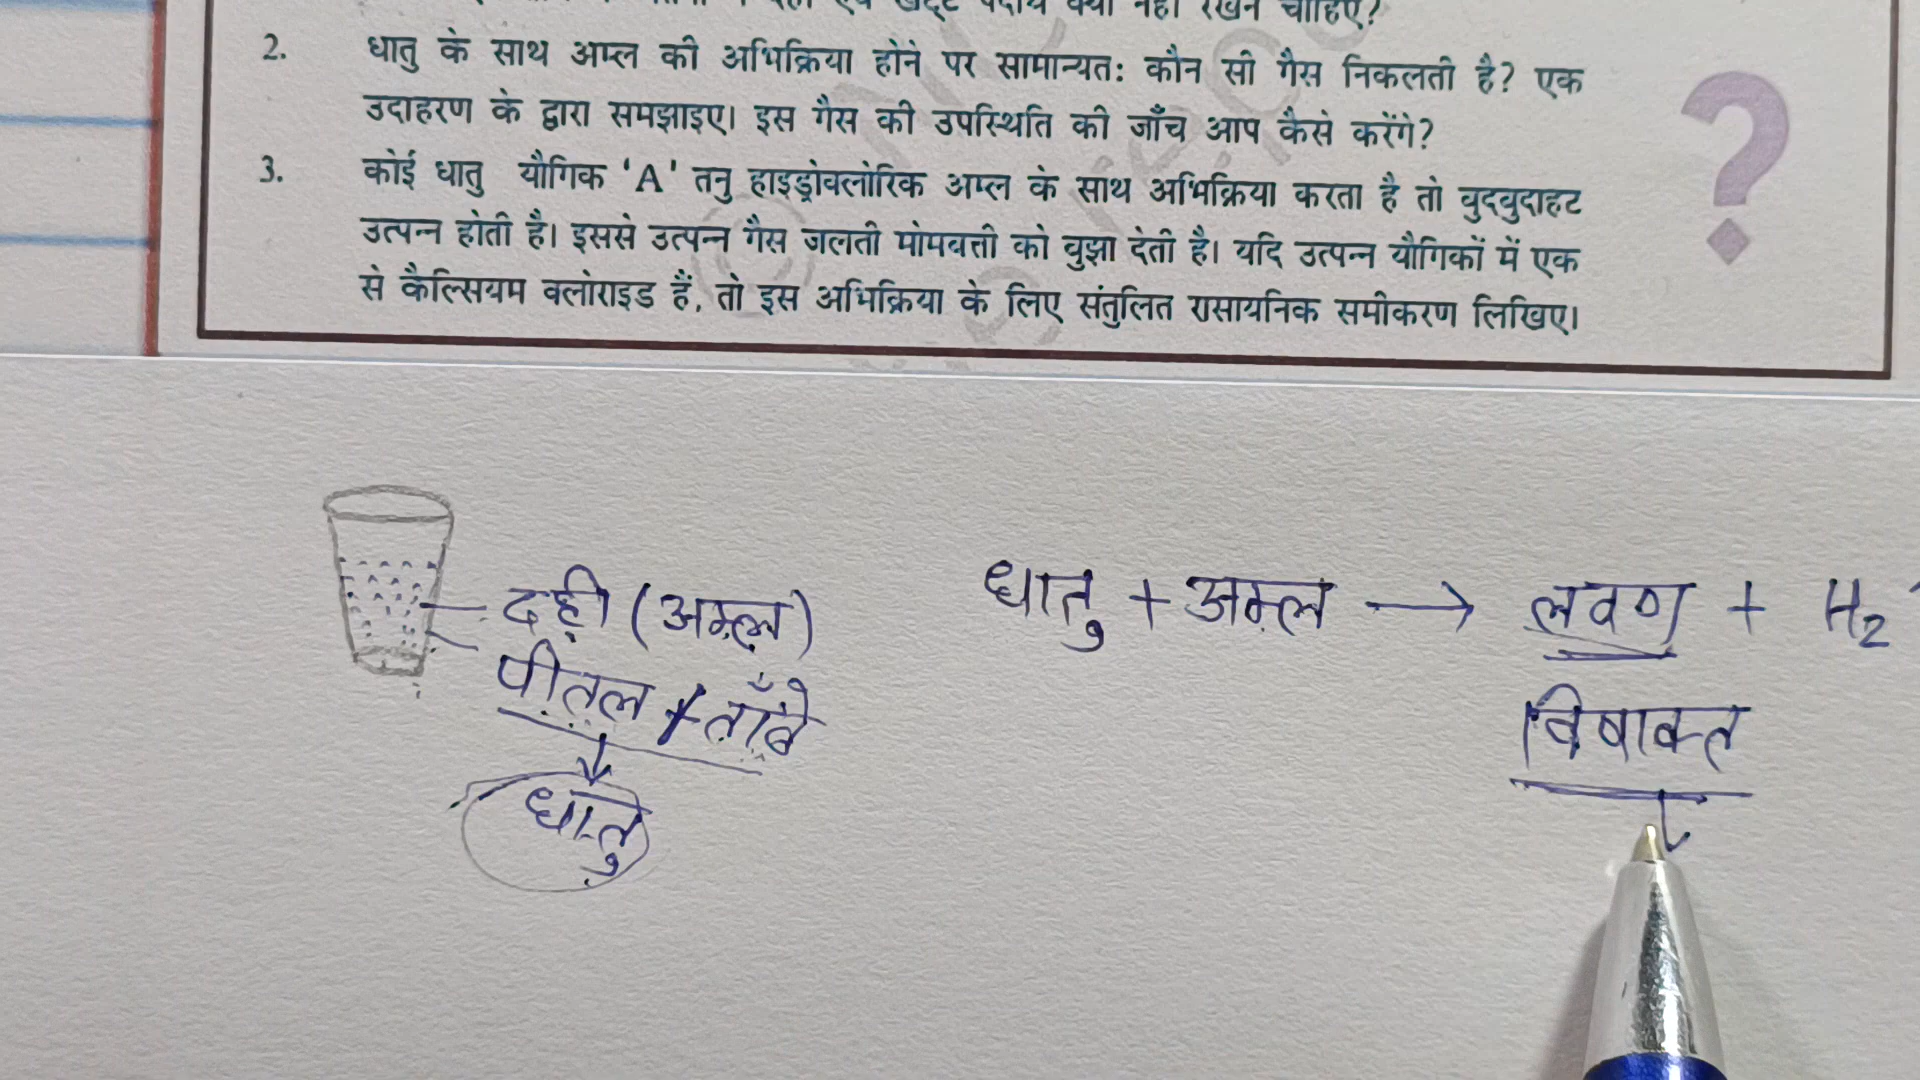 नहीं रखने चाहिए?
2. धातु के साथ अम्ल की अभिक्रिया होने पर सामान्यतः कौन सी गैस निकलती है? एक
उदाहरण के द्वारा समझाइए। इस गैस की उपस्थिति की जाँच आप कैसे करेंगे?
3. कोई धातु यौगिक 'A' तनु हाइड्रोक्लोरिक अम्ल के साथ अभिक्रिया करता है तो बुदबुदाहट
उत्पन्न होती है। इससे उत्पन्न गैस जलती मोमबत्ती को बुझा देती है। यदि उत्पन्न यौगिकों में एक
से कैल्सियम क्लोराइड हैं, तो इस अभिक्रिया के लिए संतुलित रासायनिक समीकरण लिखिए।
?
दही (अम्ल)
पीतल + ताँबे
धातु
धातु + अम्ल → लवण + H₂
विषाक्त